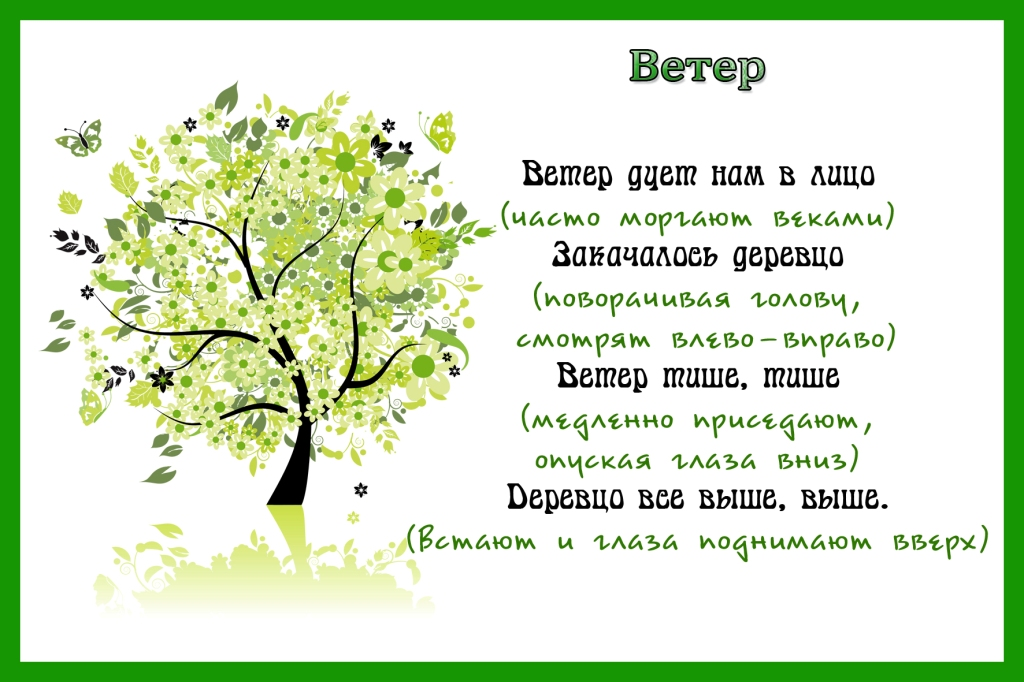 Ветер
Ветер дует нам в лицо
(часто моргают веками)
Закачалось деревцо
(поворачивая голову,
смотрят влево-вправо)
Ветер тише, тише
(медленно приседают,
опуская глаза вниз)
Деревцо все выше, выше.
(Встают и глаза поднимают вверх)